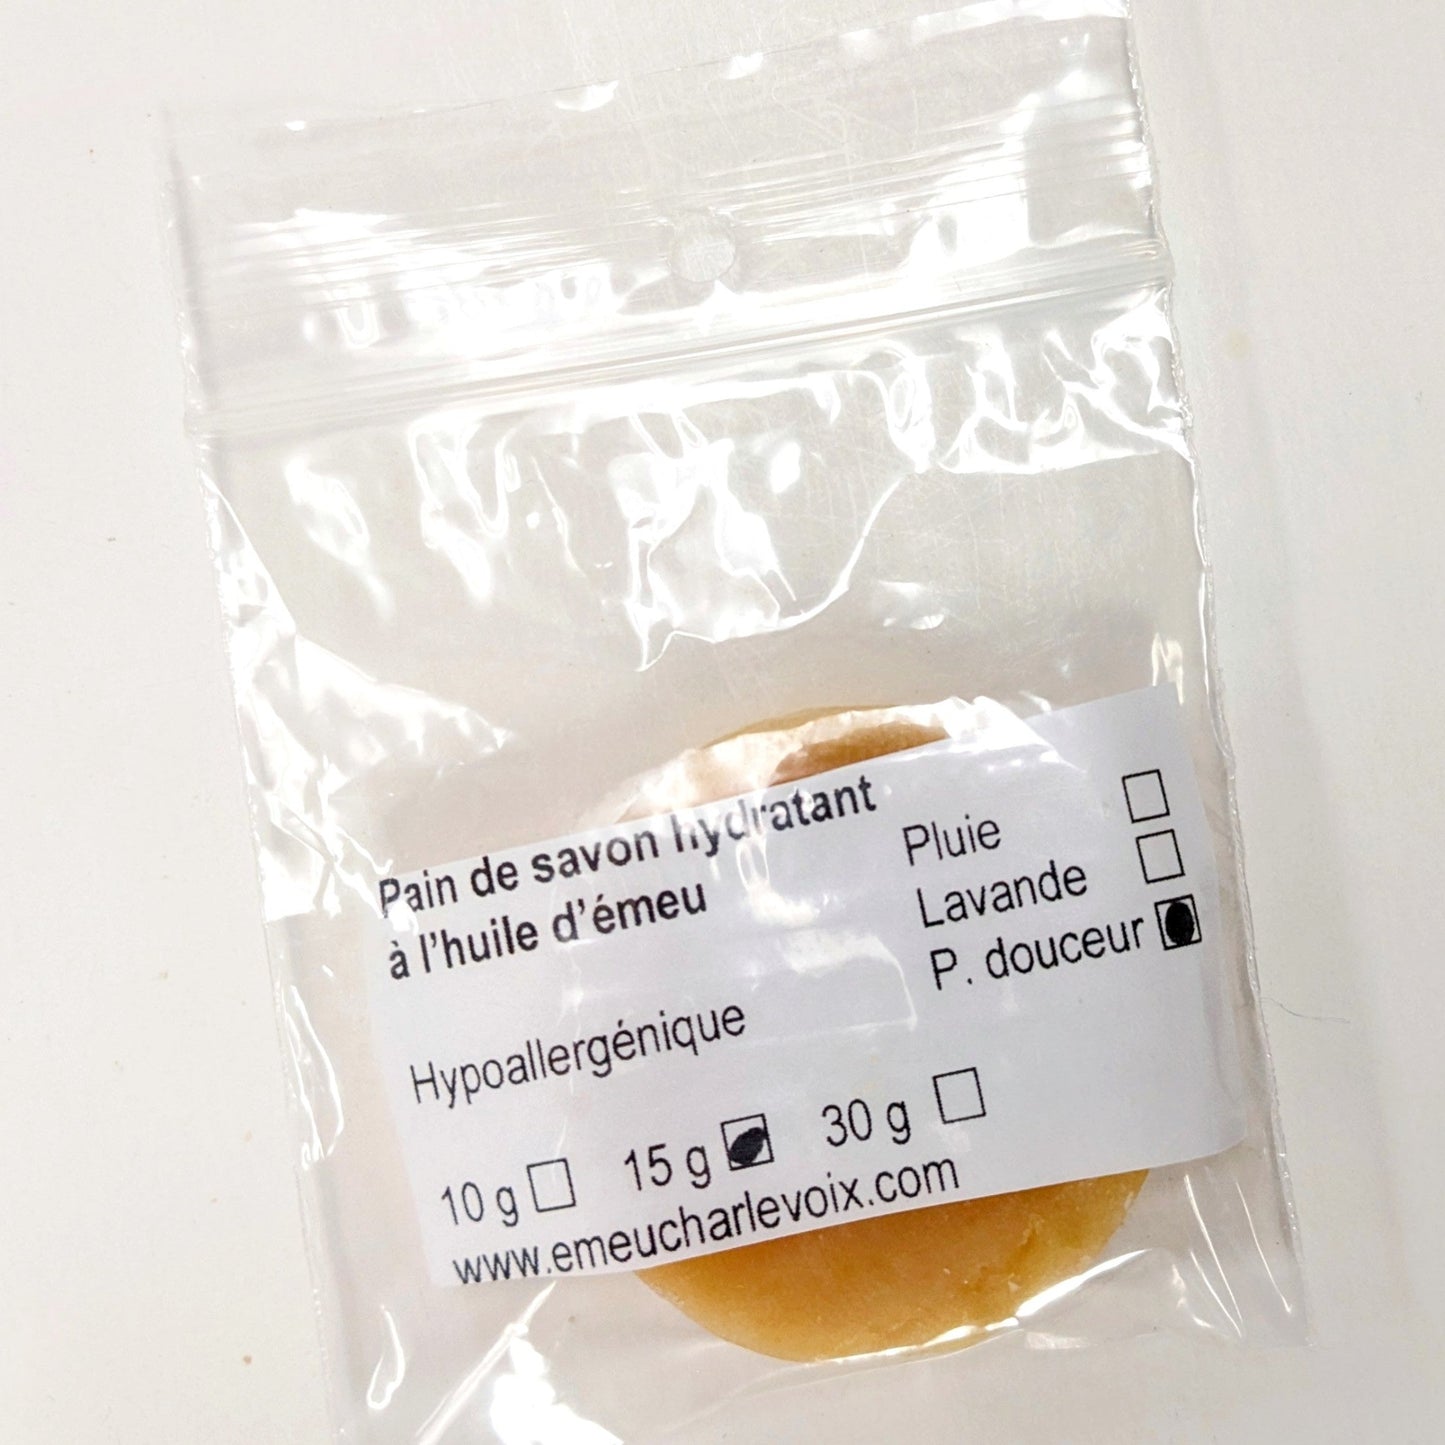 Pain de savon hydratant
à l'huile d'émeu
Pluie
Lavande
P. douceur
Hypoallergénique
10 g 15 g 30 g
www.emeucharlevoix.com